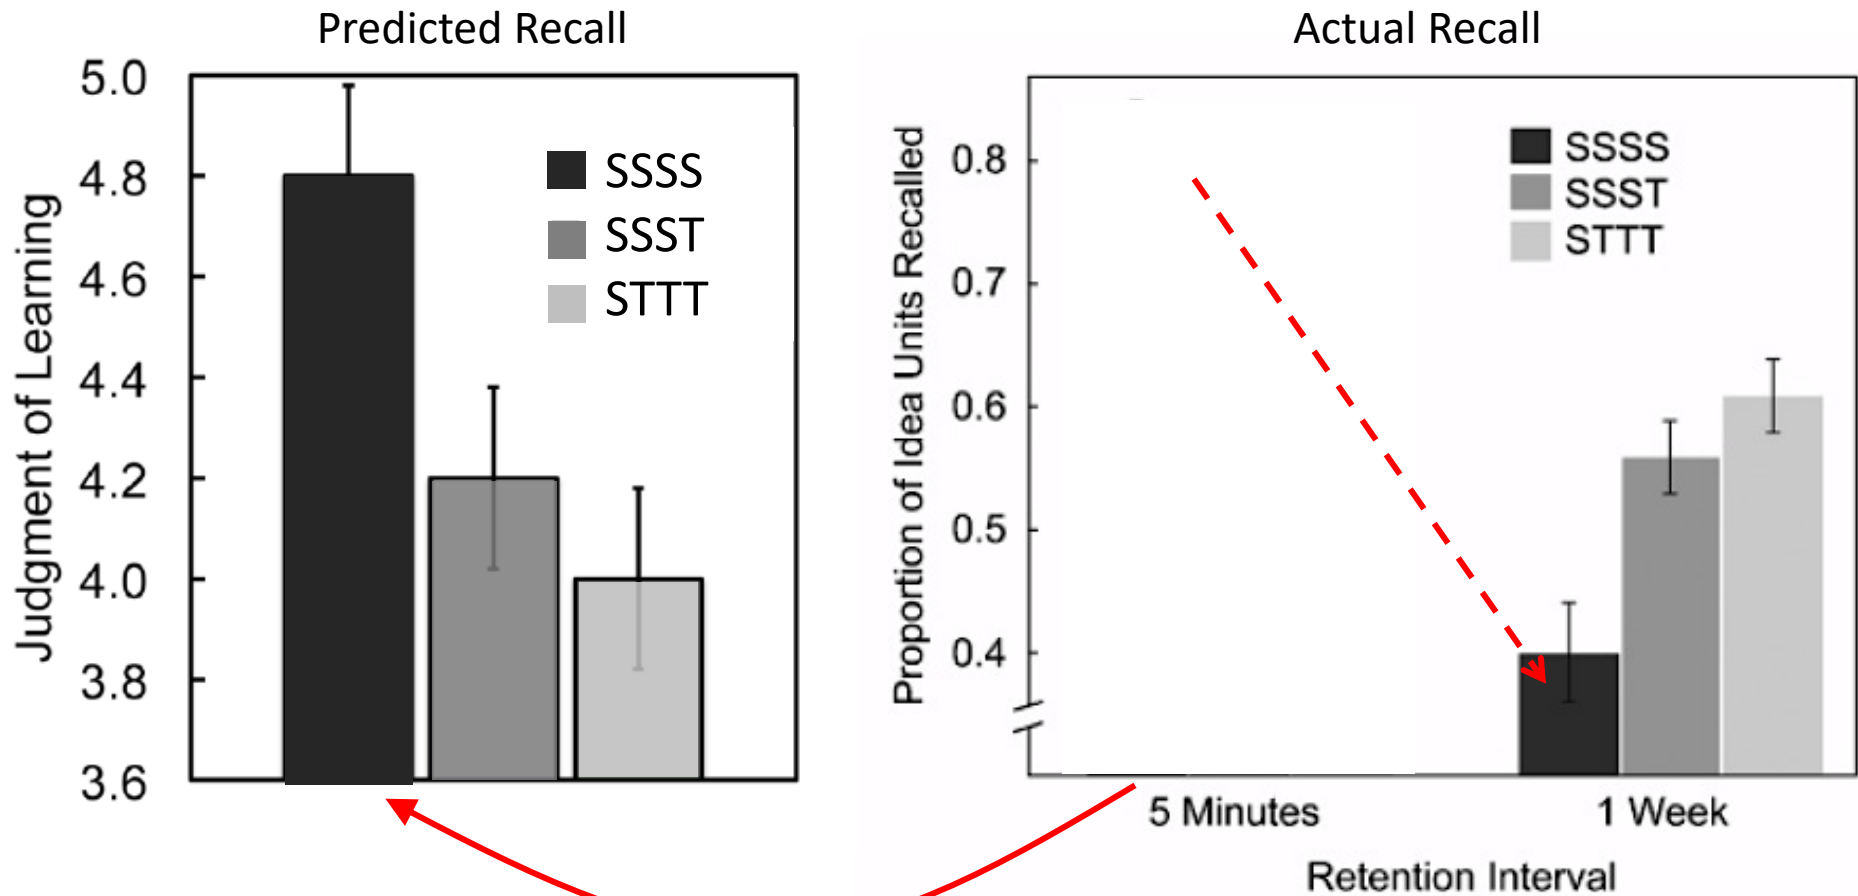 Predicted Recall
Judgment of Learning
5.0
4.8
4.6
4.4
4.2
4.0
3.8
3.6
SSSS
SSST
STTT
Actual Recall
Proportion of Idea Units Recalled
0.8
0.7
0.6
0.5
0.4
SSSS
SSST
STTT
5 Minutes
1 Week
Retention Interval